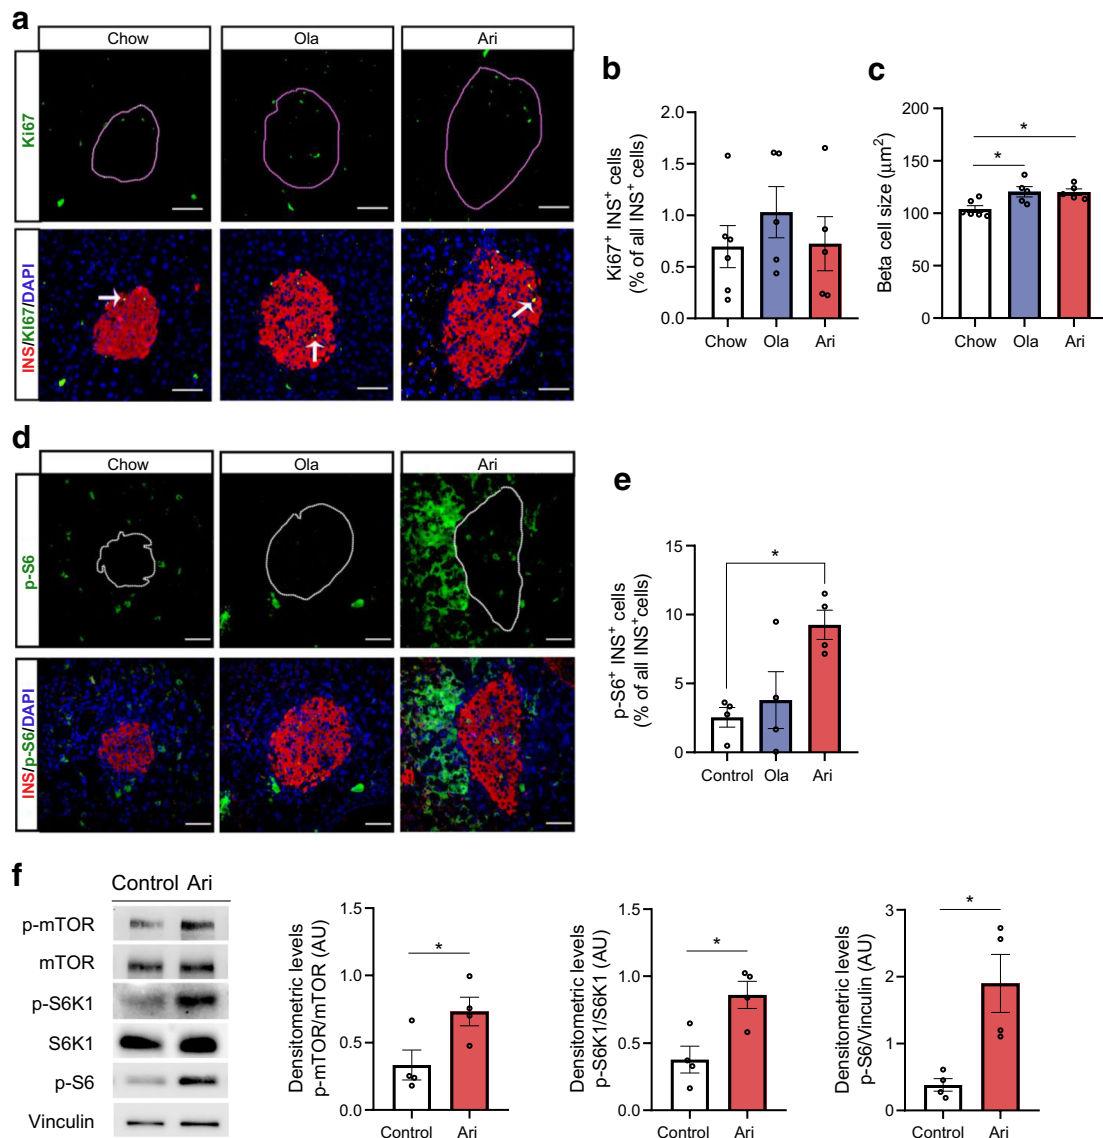 a
Chow
Ola
Ari
Ki67
INS/KI67/DAPI
b
Ki67⁺ INS⁺ cells
(% of all INS⁺ cells)
2.0
1.5
1.0
0.5
0.0
Chow
Ola
Ari
c
Beta cell size (μm²)
200
150
100
50
0
*
*
Chow
Ola
Ari
d
Chow
Ola
Ari
p-S6
INS/p-S6/DAPI
e
p-S6⁺ INS⁺ cells
(% of all INS⁺cells)
15
10
5
0
*
Control
Ola
Ari
f
Control Ari
p-mTOR
mTOR
p-S6K1
S6K1
p-S6
Vinculin
Densitometric levels
p-mTOR/mTOR (AU)
1.5
1.0
0.5
0.0
*
Control
Ari
Densitometric levels
p-S6K1/S6K1 (AU)
1.5
1.0
0.5
0.0
*
Control
Ari
Densitometric levels
p-S6/Vinculin (AU)
3
2
1
0
*
Control
Ari